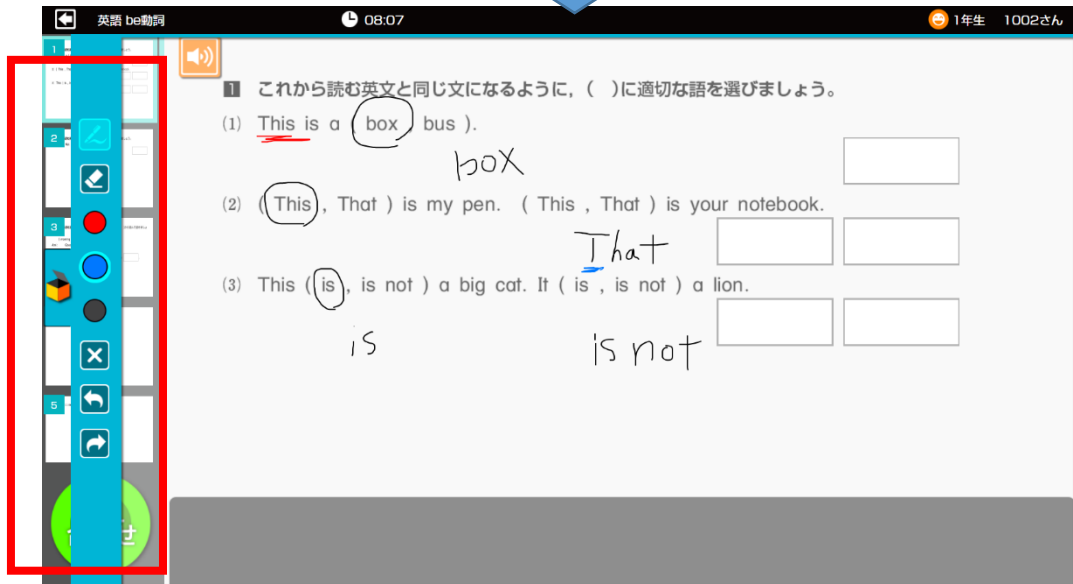 英語 be動詞 08:07 1年生 1002さん
1
1 これから読む英文と同じ文になるように, ( )に適切な語を選びましょう。
(1) This is a ( box , bus ).
box
2
(2) ( This , That ) is my pen. ( This , That ) is your notebook.
That
3
(3) This ( is , is not ) a big cat. It ( is , is not ) a lion.
is is not
5